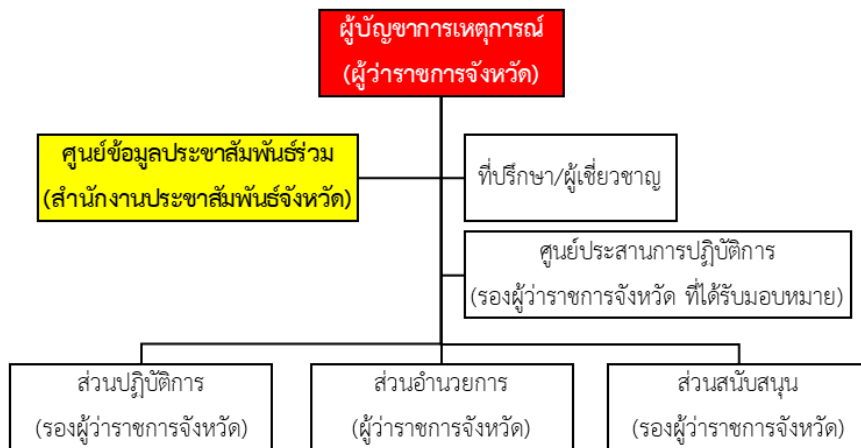 ผู้บัญชาการเหตุการณ์
(ผู้ว่าราชการจังหวัด)
ศูนย์ข้อมูลประชาสัมพันธ์ร่วม
(สำนักงานประชาสัมพันธ์จังหวัด)
ที่ปรึกษา/ผู้เชี่ยวชาญ
ศูนย์ประสานการปฏิบัติการ
(รองผู้ว่าราชการจังหวัด ที่ได้รับมอบหมาย)
ส่วนปฏิบัติการ
(รองผู้ว่าราชการจังหวัด)
ส่วนอำนวยการ
(ผู้ว่าราชการจังหวัด)
ส่วนสนับสนุน
(รองผู้ว่าราชการจังหวัด)